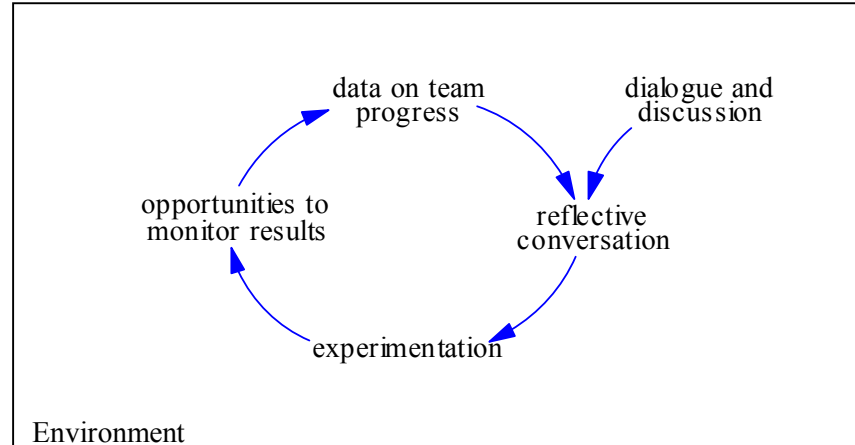 data on team
progress
dialogue and
discussion
opportunities to
monitor results
reflective
conversation
experimentation
Environment